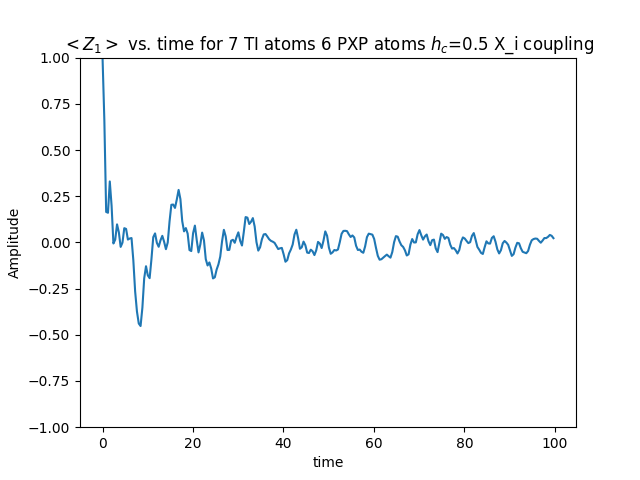 < Z₁ > vs. time for 7 TI atoms 6 PXP atoms h_c=0.5 X_i coupling
1.00
0.75
0.50
0.25
0.00
−0.25
−0.50
−0.75
−1.00
Amplitude
0 20 40 60 80 100
time